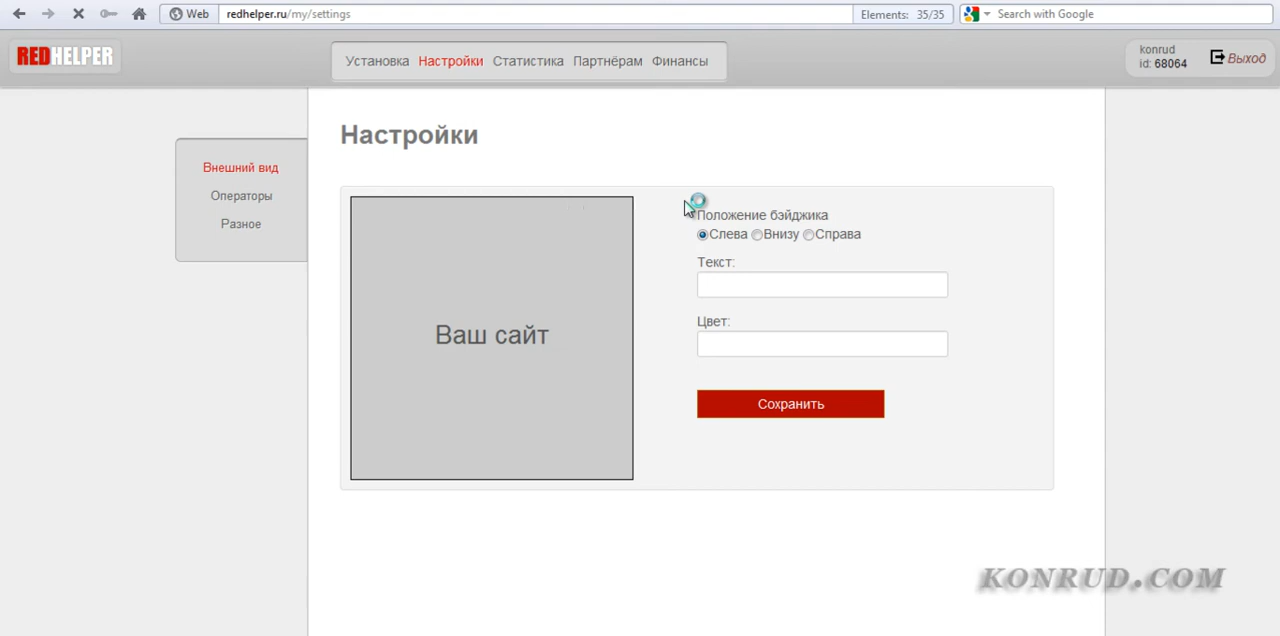 Web
redhelper.ru/my/settings
Elements: 35/35
Search with Google
REDHELPER
Установка Настройки Статистика Партнёрам Финансы
konrud
id: 68064
Выход
Настройки
Внешний вид
Операторы
Разное
Ваш сайт
Положение бэйджика
Слева Внизу Справа
Текст:
Цвет:
Сохранить
KONRUD.COM